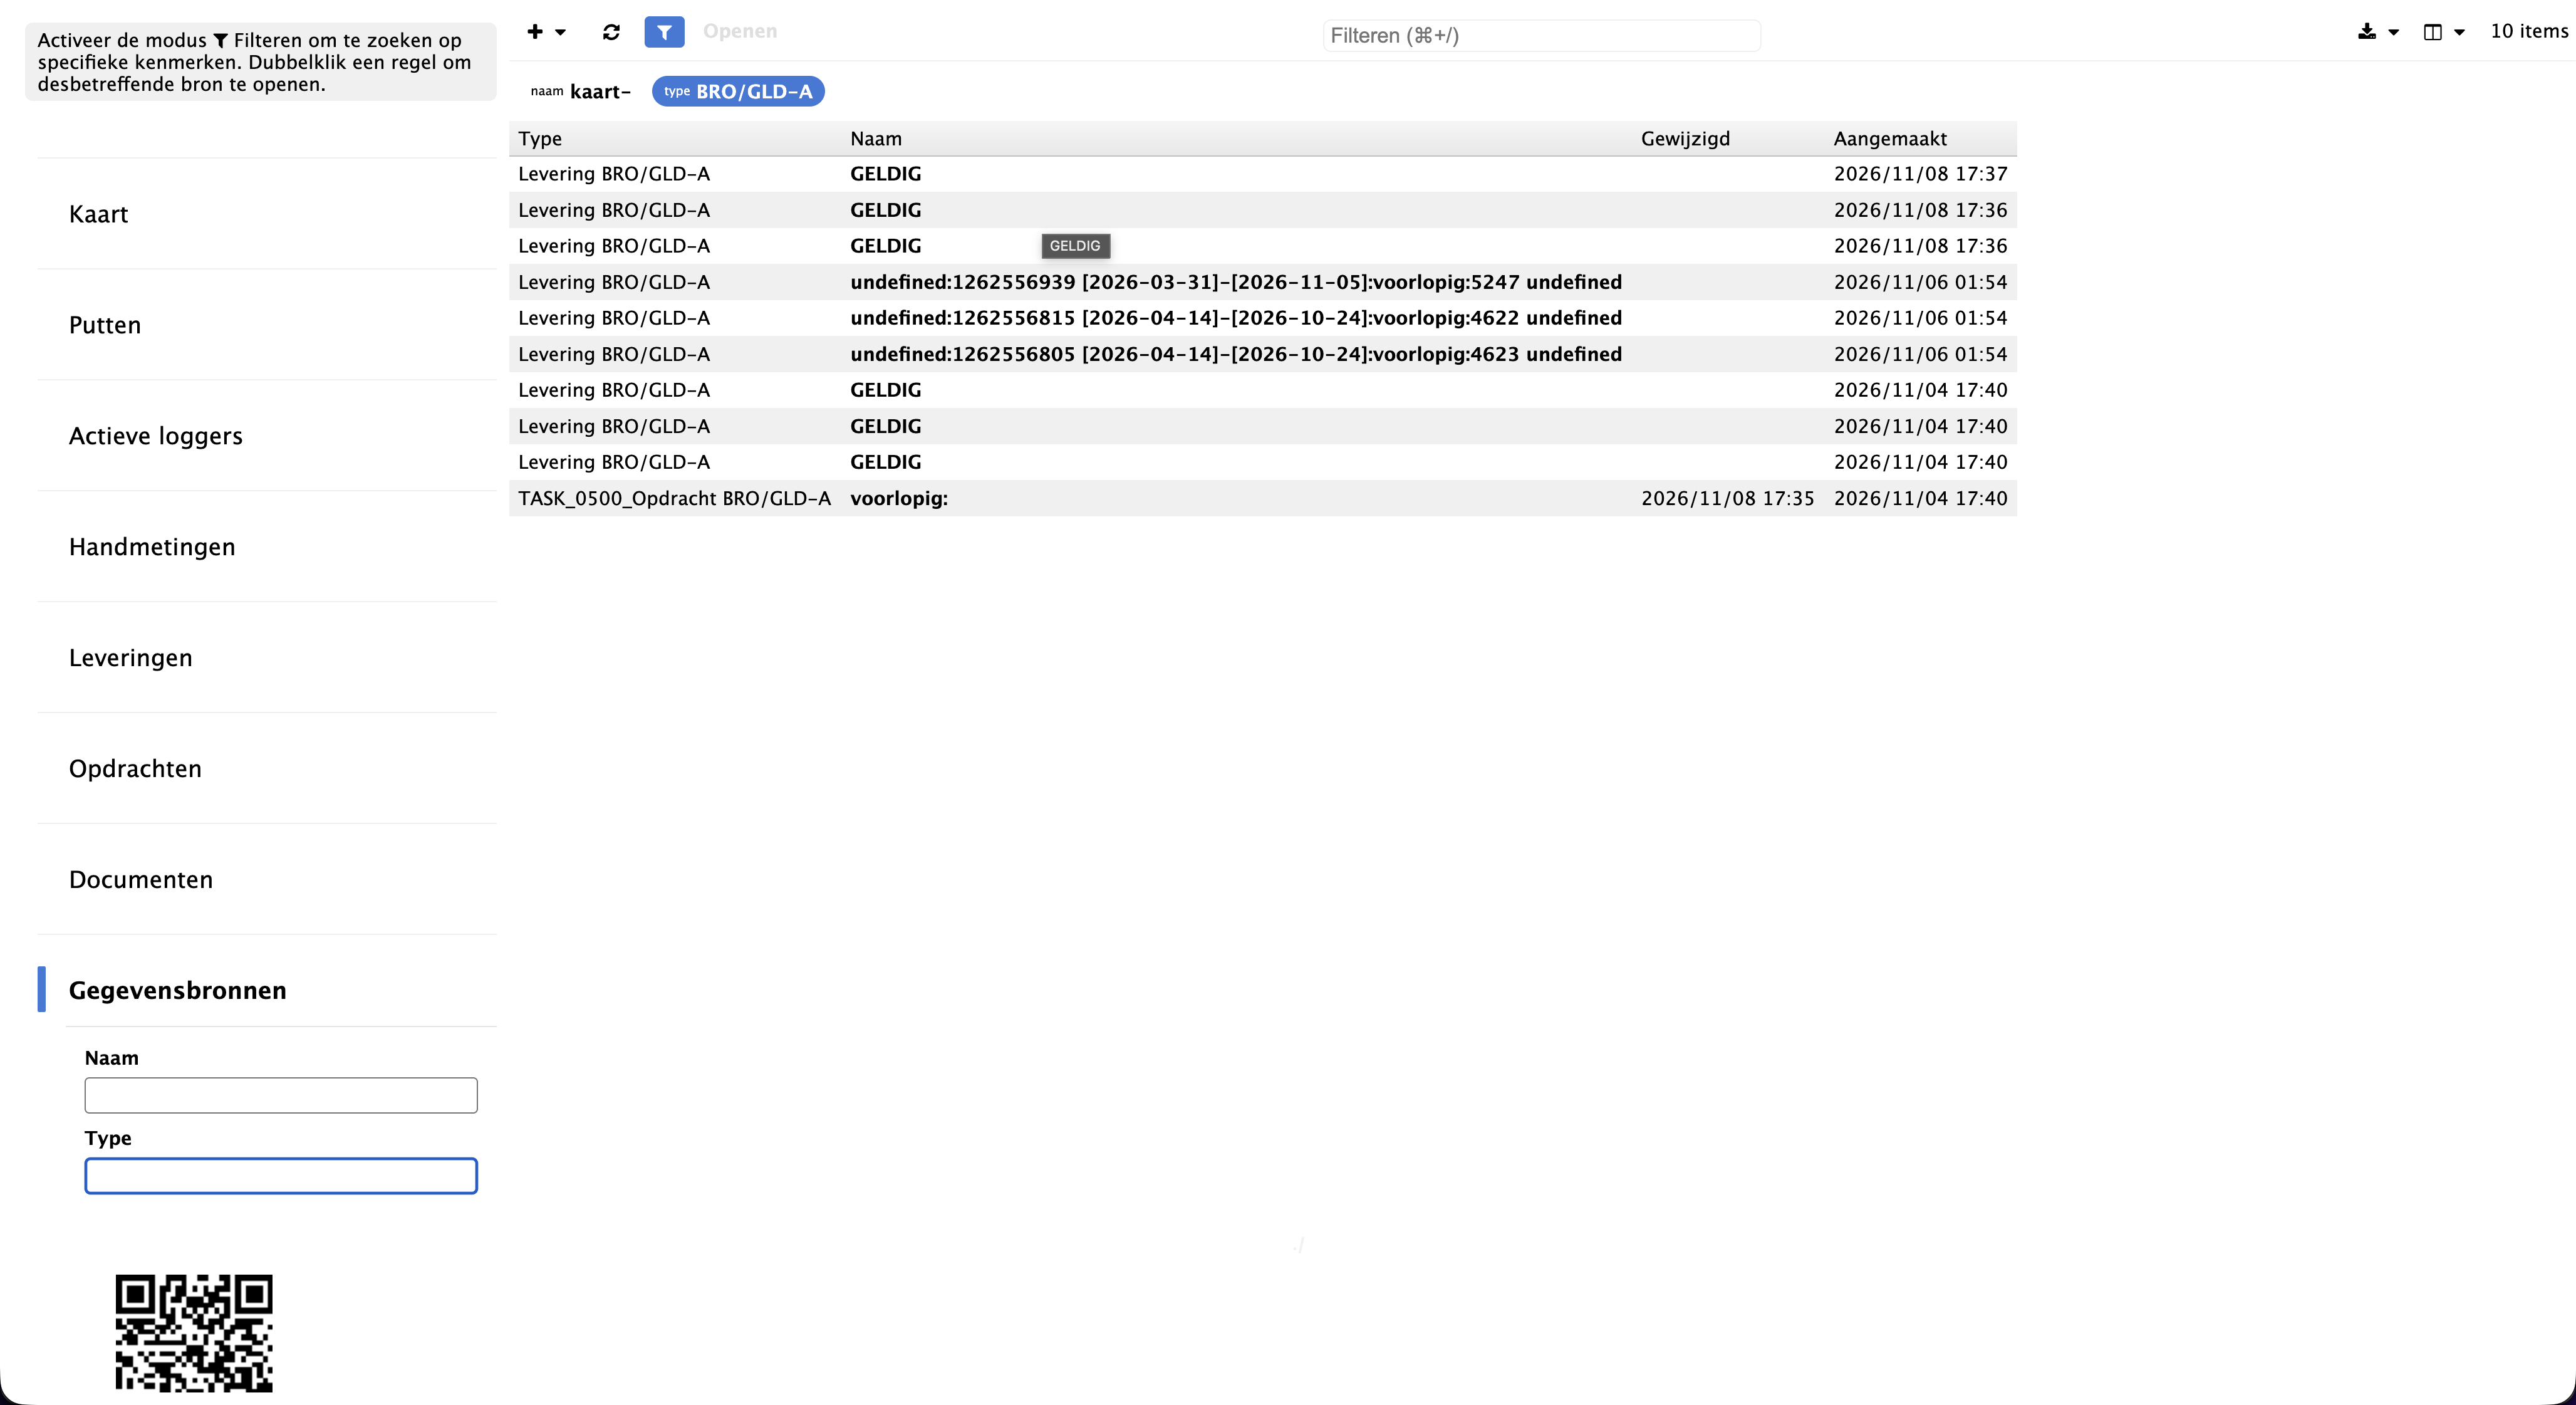 Activeer de modus Filteren om te zoeken op
specifieke kenmerken. Dubbelklik een regel om
desbetreffende bron te openen.
Kaart
Putten
Actieve loggers
Handmetingen
Leveringen
Opdrachten
Documenten
Gegevensbronnen
Naam
Type
Openen
Filteren (⌘+/)
10 items
naam kaart-
type BRO/GLD-A
Type Naam Gewijzigd Aangemaakt
Levering BRO/GLD-A GELDIG 2026/11/08 17:37
Levering BRO/GLD-A GELDIG 2026/11/08 17:36
Levering BRO/GLD-A GELDIG GELDIG 2026/11/08 17:36
Levering BRO/GLD-A undefined:1262556939 [2026-03-31]-[2026-11-05]:voorlopig:5247 undefined 2026/11/06 01:54
Levering BRO/GLD-A undefined:1262556815 [2026-04-14]-[2026-10-24]:voorlopig:4622 undefined 2026/11/06 01:54
Levering BRO/GLD-A undefined:1262556805 [2026-04-14]-[2026-10-24]:voorlopig:4623 undefined 2026/11/06 01:54
Levering BRO/GLD-A GELDIG 2026/11/04 17:40
Levering BRO/GLD-A GELDIG 2026/11/04 17:40
Levering BRO/GLD-A GELDIG 2026/11/04 17:40
TASK_0500_Opdracht BRO/GLD-A voorlopig: 2026/11/08 17:35 2026/11/04 17:40
./